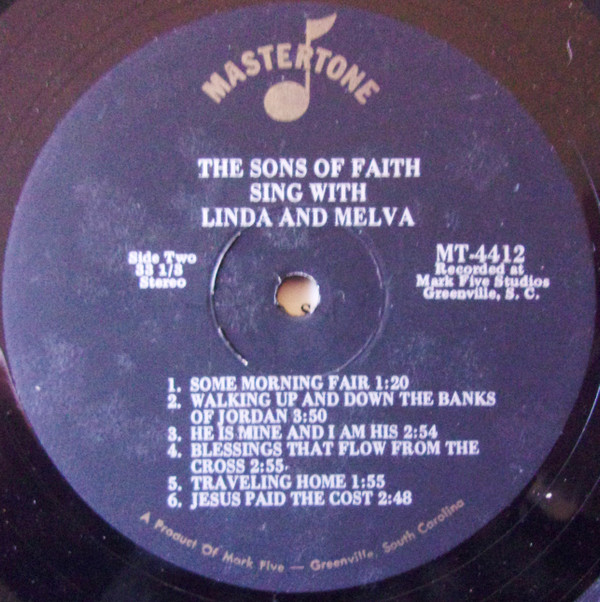 MASTERTONE
THE SONS OF FAITH
SING WITH
LINDA AND MELVA
Side Two
33 1/3
Stereo
MT-4412
Recorded at
Mark Five Studios
Greenville, S. C.
1. SOME MORNING FAIR 1:20
2. WALKING UP AND DOWN THE BANKS
OF JORDAN 3:50
3. HE IS MINE AND I AM HIS 2:54
4. BLESSINGS THAT FLOW FROM THE
CROSS 2:55
5. TRAVELING HOME 1:55
6. JESUS PAID THE COST 2:48
A Product Of Mark Five — Greenville, South Carolina